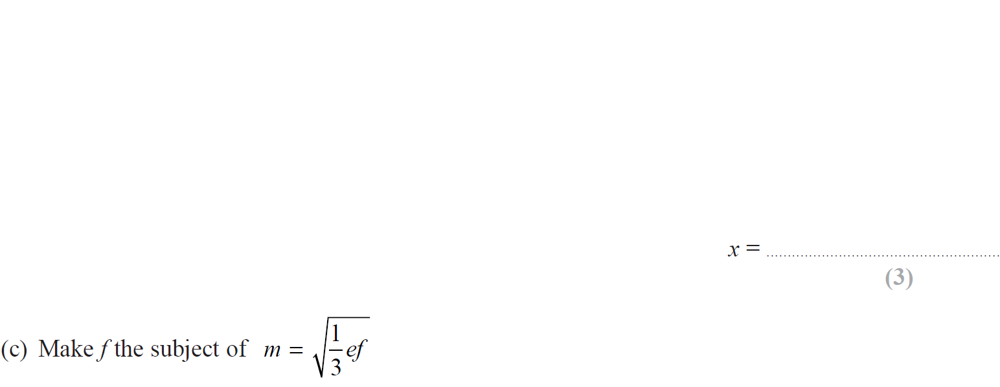 x = ........................................................
(3)
(c) Make f the subject of m = √(1/3 ef)